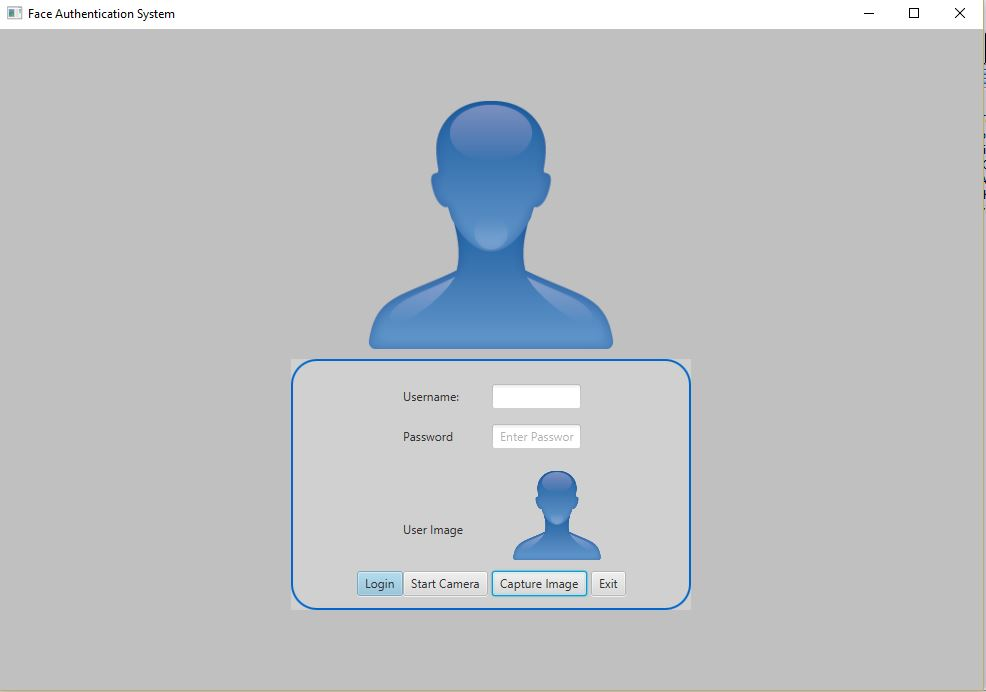 Face Authentication System
Username:
Password Enter Passwor
User Image
Login Start Camera Capture Image Exit